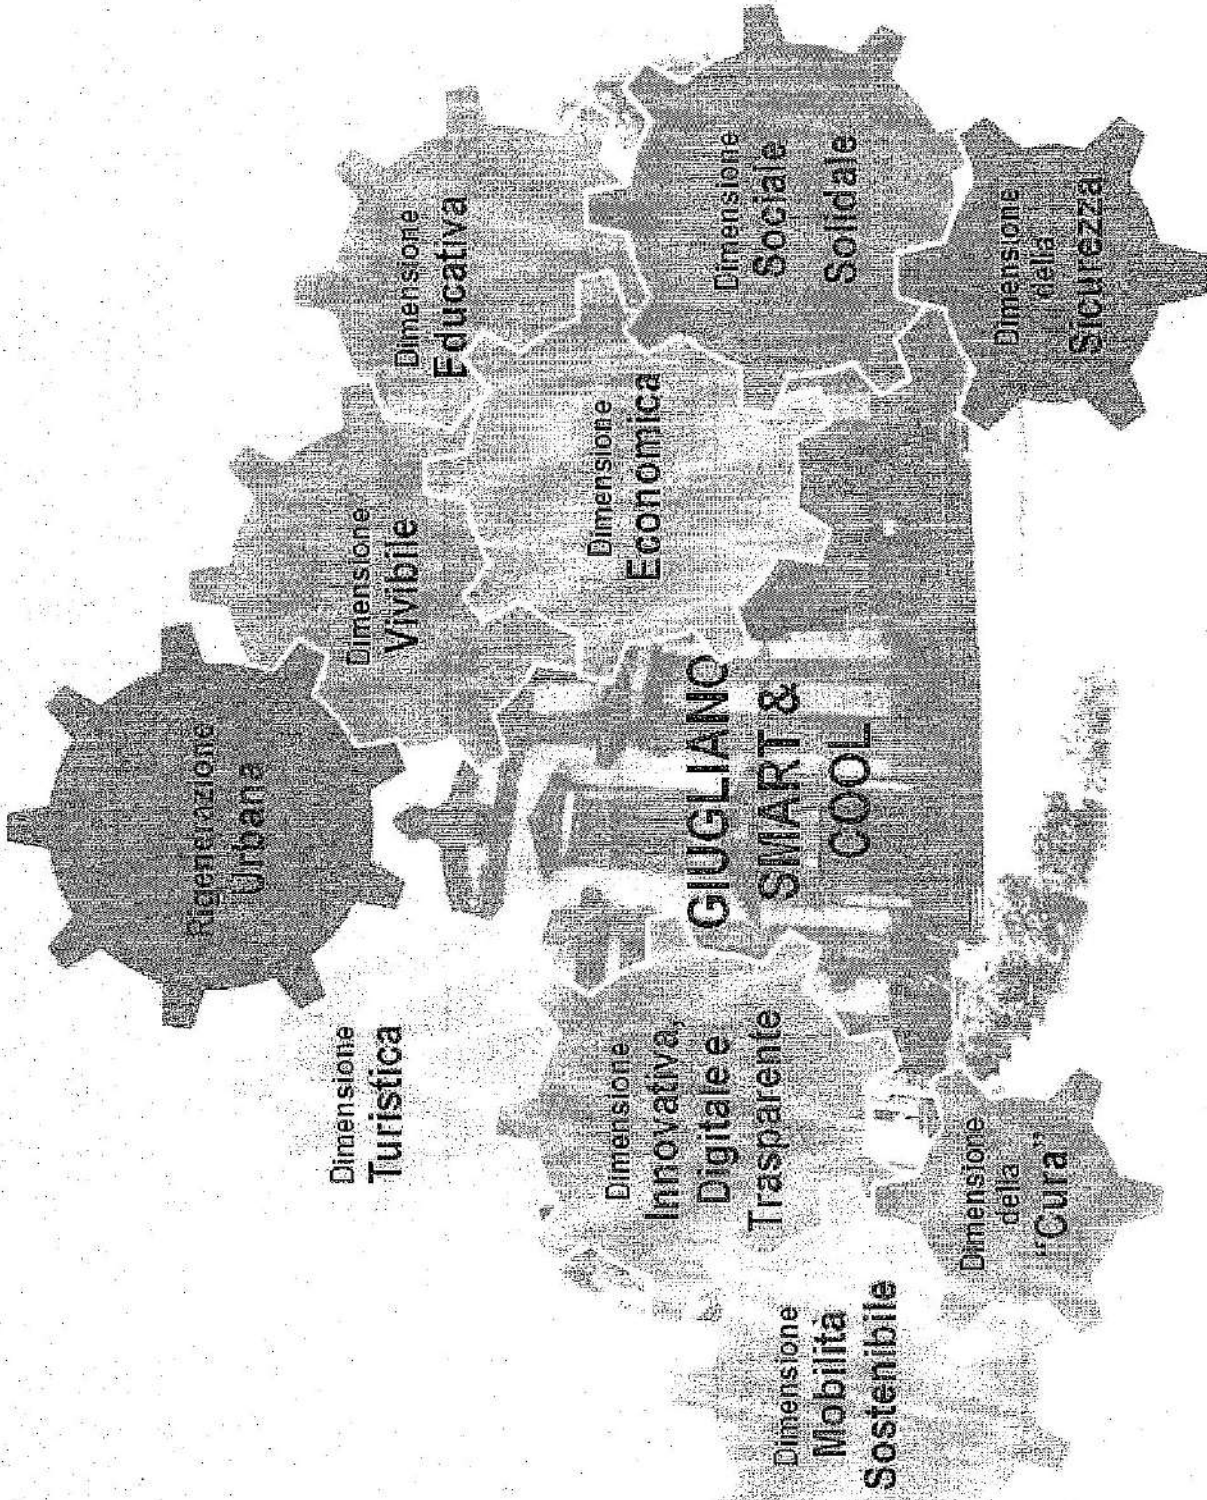 Rigenerazione
Urbana
Dimensione
Turistica
Dimensione
Vivibile
Dimensione
Educativa
Dimensione
Economica
Dimensione
Innovativa,
Digitale e
Trasparente
GIUGLIANO
SMART &
COOL
Dimensione
Sociale
Solidale
Dimensione
Mobilità
Sostenibile
Dimensione
della
“Cura”
Dimensione
della
Sicurezza